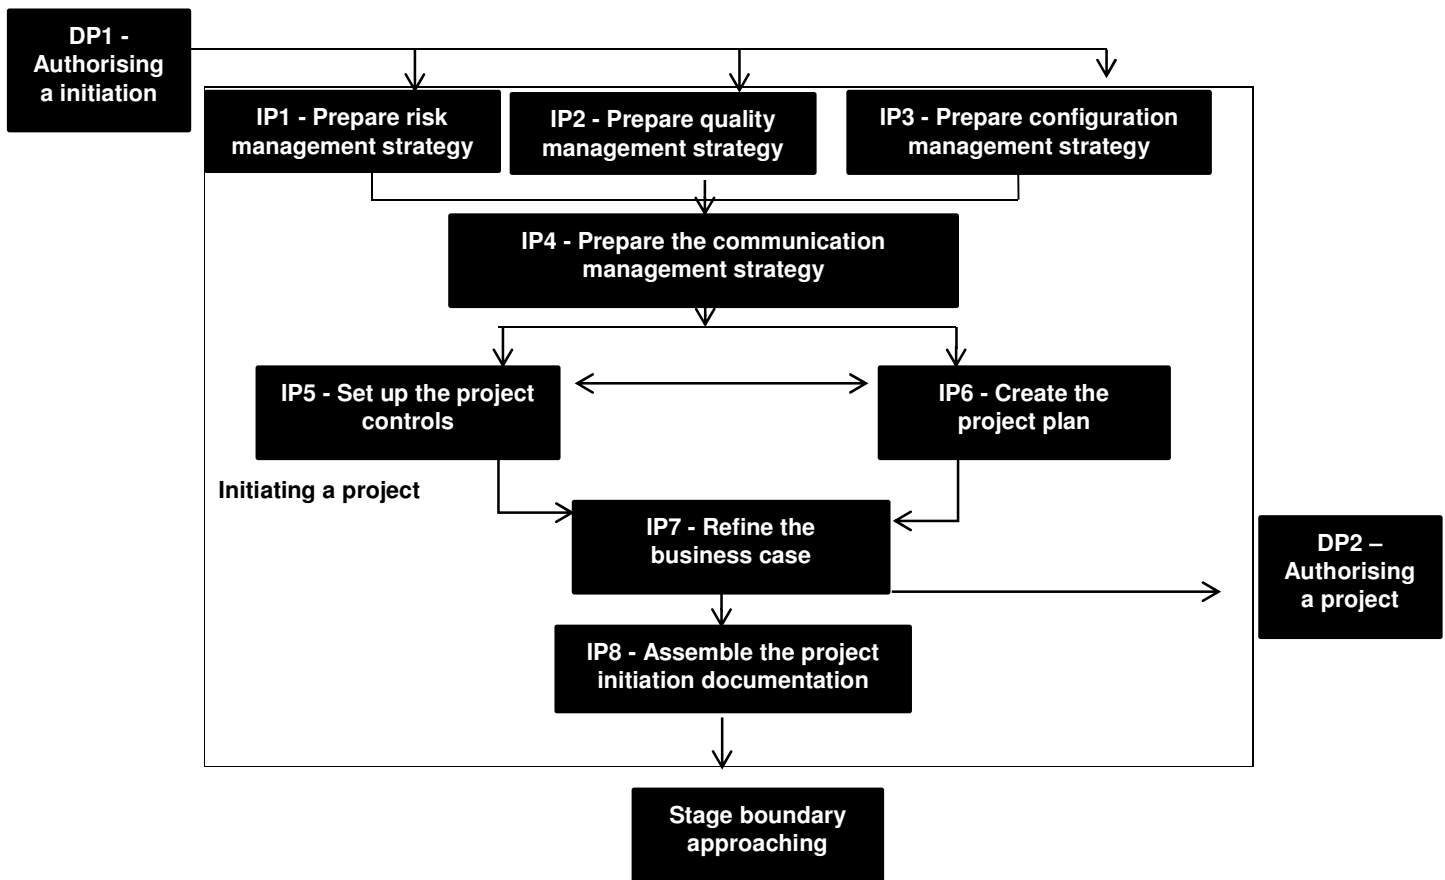 DP1 -
Authorising
a initiation
IP1 - Prepare risk
management strategy
IP2 - Prepare quality
management strategy
IP3 - Prepare configuration
management strategy
IP4 - Prepare the communication
management strategy
IP5 - Set up the project
controls
IP6 - Create the
project plan
Initiating a project
IP7 - Refine the
business case
DP2 –
Authorising
a project
IP8 - Assemble the project
initiation documentation
Stage boundary
approaching